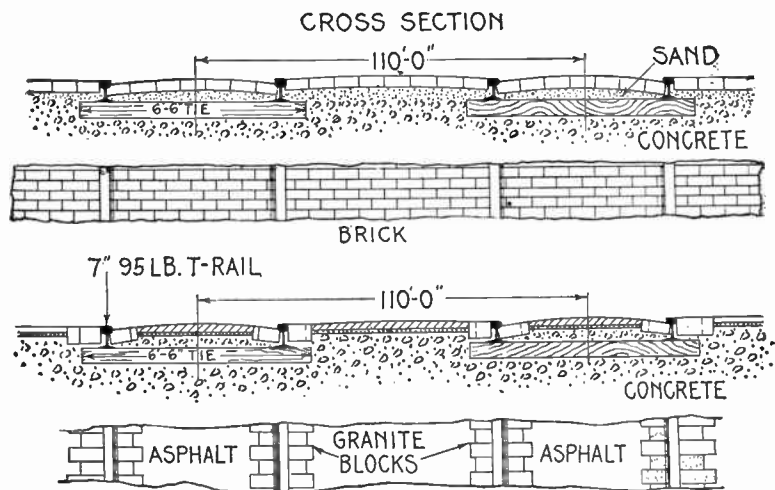 CROSS SECTION
110'-0"
SAND
6-6 TIE
CONCRETE
BRICK
7" 95 LB. T-RAIL
110'-0"
6-6" TIE
CONCRETE
ASPHALT
GRANITE
BLOCKS
ASPHALT